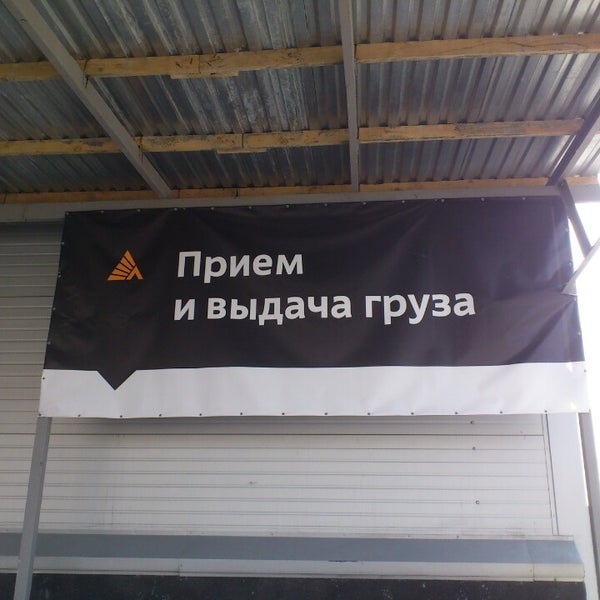 Прием
и выдача груза